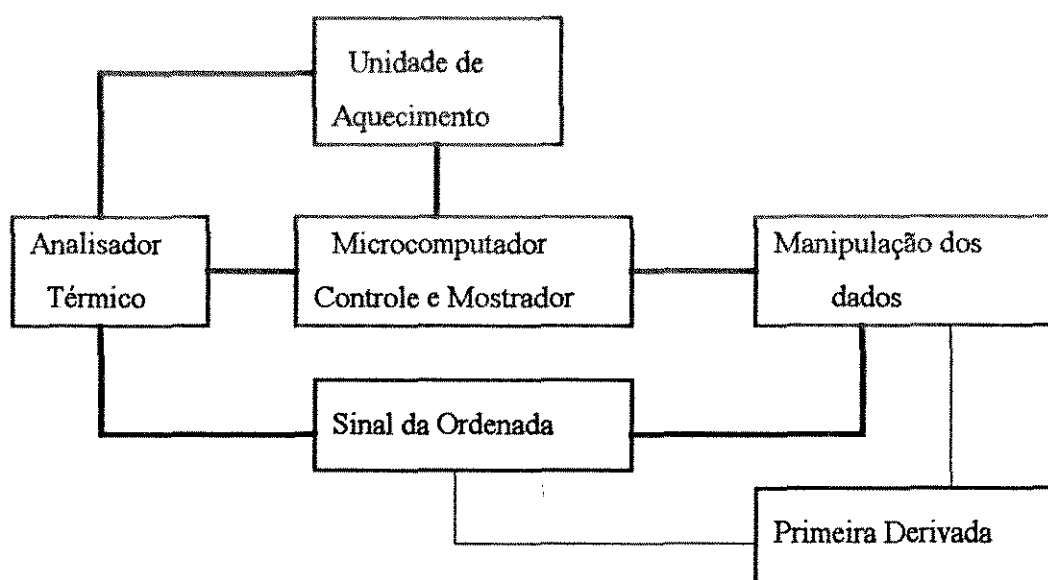 Unidade de
Aquecimento
Analisador
Térmico
Microcomputador
Controle e Mostrador
Manipulação dos
dados
Sinal da Ordenada
Primeira Derivada